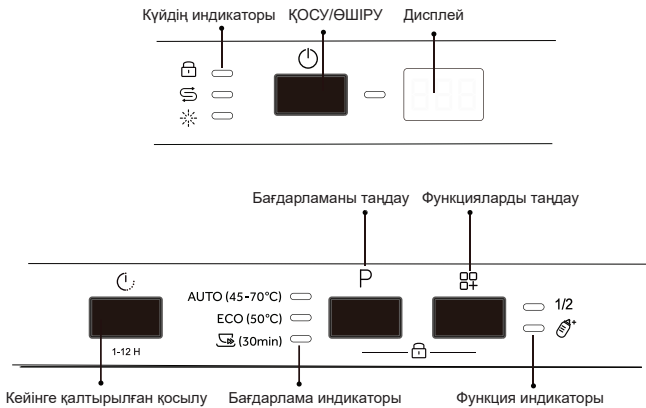 Күйдің индикаторы ҚОСУ/ӨШІРУ Дисплей
Бағдарламаны таңдау Функцияларды таңдау
P
AUTO (45-70°C)
ECO (50°C)
(30min)
1/2
1-12 H
Кейінге қалтырылған қосылу Бағдарлама индикаторы Функция индикаторы